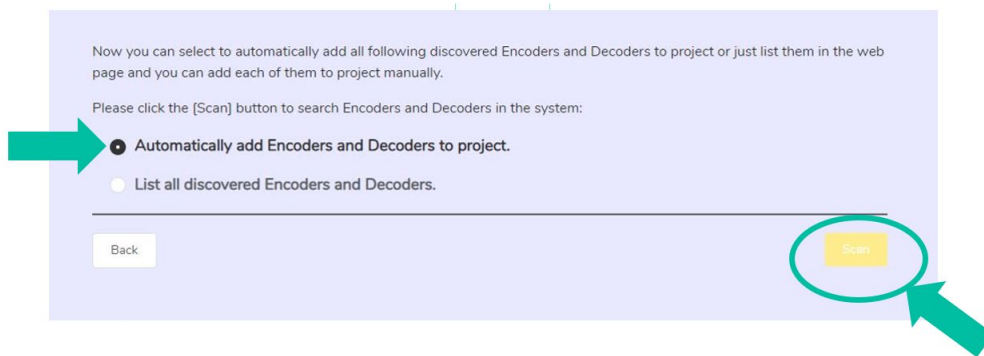 Now you can select to automatically add all following discovered Encoders and Decoders to project or just list them in the web
page and you can add each of them to project manually.
Please click the [Scan] button to search Encoders and Decoders in the system:
Automatically add Encoders and Decoders to project.
List all discovered Encoders and Decoders.
Back
Scan